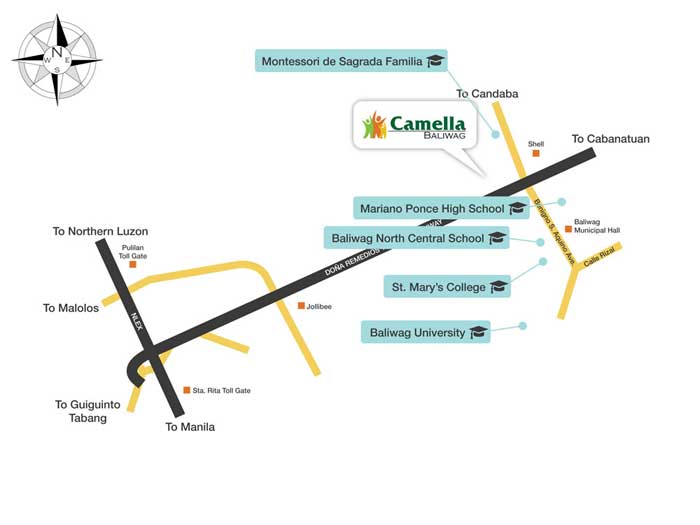 N
W E
S
Montessori de Sagrada Familia
To Candaba
Camella
BALIWAG
Shell
To Cabanatuan
Mariano Ponce High School
Baliwag
Municipal Hall
Benigno S. Aquino Ave.
Baliwag North Central School
Calle Rizal
DOÑA REMEDIOS
WAY
St. Mary's College
Baliwag University
To Northern Luzon
Pulilan
Toll Gate
To Malolos
NLEX
Jollibee
Sta. Rita Toll Gate
To Guiguinto
Tabang
To Manila